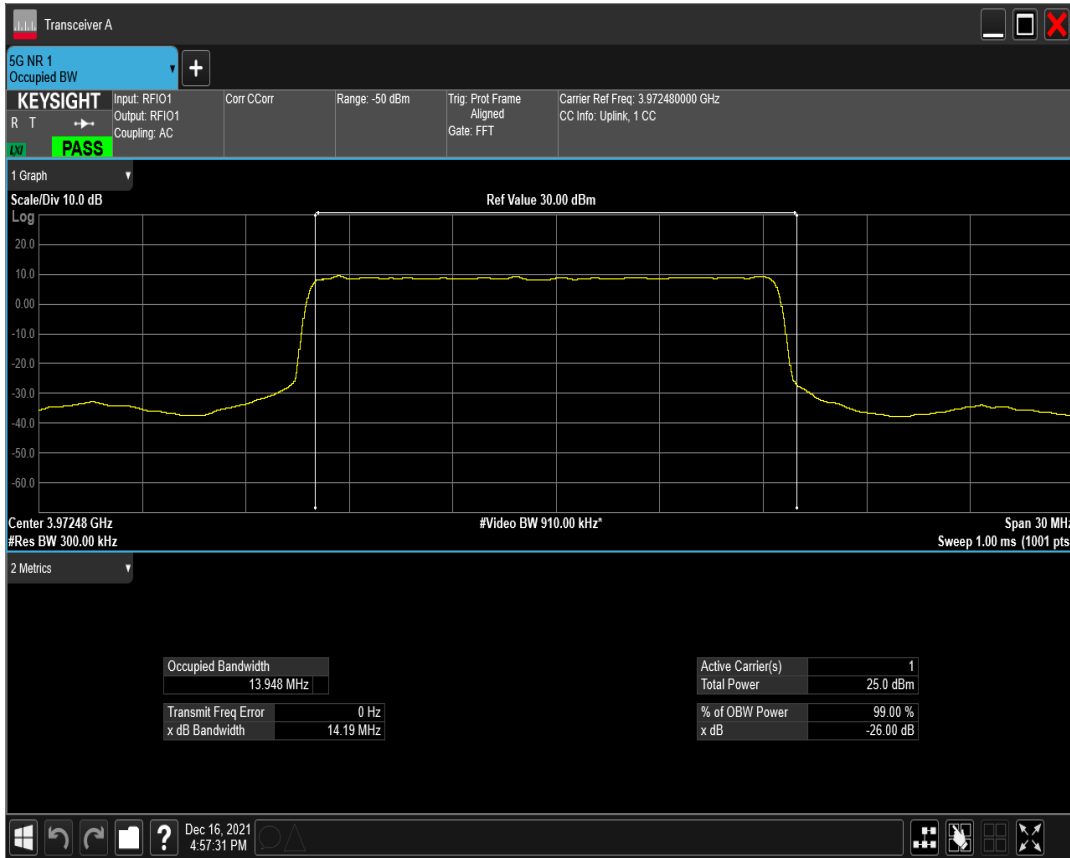 Transceiver A
5G NR 1
Occupied BW
KEYSIGHT
R T
LXI
PASS
Input: RFIO1
Output: RFIO1
Coupling: AC
Corr CCorr
Range: -50 dBm
Trig: Prot Frame
Aligned
Gate: FFT
Carrier Ref Freq: 3.972480000 GHz
CC Info: Uplink, 1 CC
1 Graph
Scale/Div 10.0 dB
Ref Value 30.00 dBm
Log
20.0
10.0
0.00
-10.0
-20.0
-30.0
-40.0
-50.0
-60.0
Center 3.97248 GHz
#Video BW 910.00 kHz*
Span 30 MHz
#Res BW 300.00 kHz
Sweep 1.00 ms (1001 pts
2 Metrics
Occupied Bandwidth
13.948 MHz
Transmit Freq Error 0 Hz
x dB Bandwidth 14.19 MHz
Active Carrier(s) 1
Total Power 25.0 dBm
% of OBW Power 99.00 %
x dB -26.00 dB
?
Dec 16, 2021
4:57:31 PM